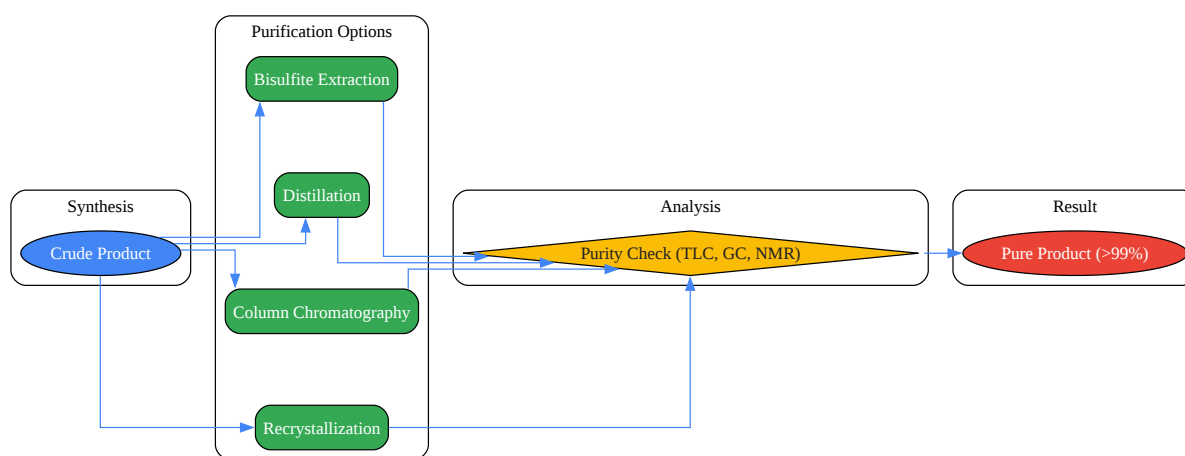 Synthesis
Crude Product
Purification Options
Bisulfite Extraction
Distillation
Column Chromatography
Recrystallization
Analysis
Purity Check (TLC, GC, NMR)
Result
Pure Product (>99%)